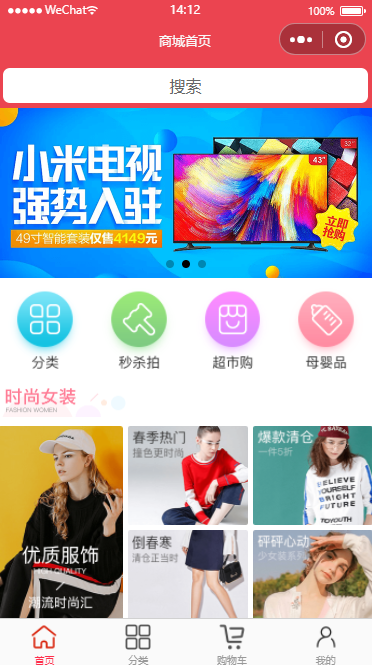 WeChat
14:12
100%
商城首页
搜索
小米电视
强势入驻
49寸智能套装仅售4149元
32"
43"
立即
抢购
分类
秒杀拍
超市购
母婴品
时尚女装
FASHION WOMEN
优质服饰
HIGH QUALITY
潮流时尚汇
春季热门
撞色更时尚
爆款清仓
一件5折
BELIEVE
YOURSELF
BRIGHT
FUTURE
TIDYOUTH
倒春寒
清仓正当时
砰砰心动
少女装系列
首页
分类
购物车
我的